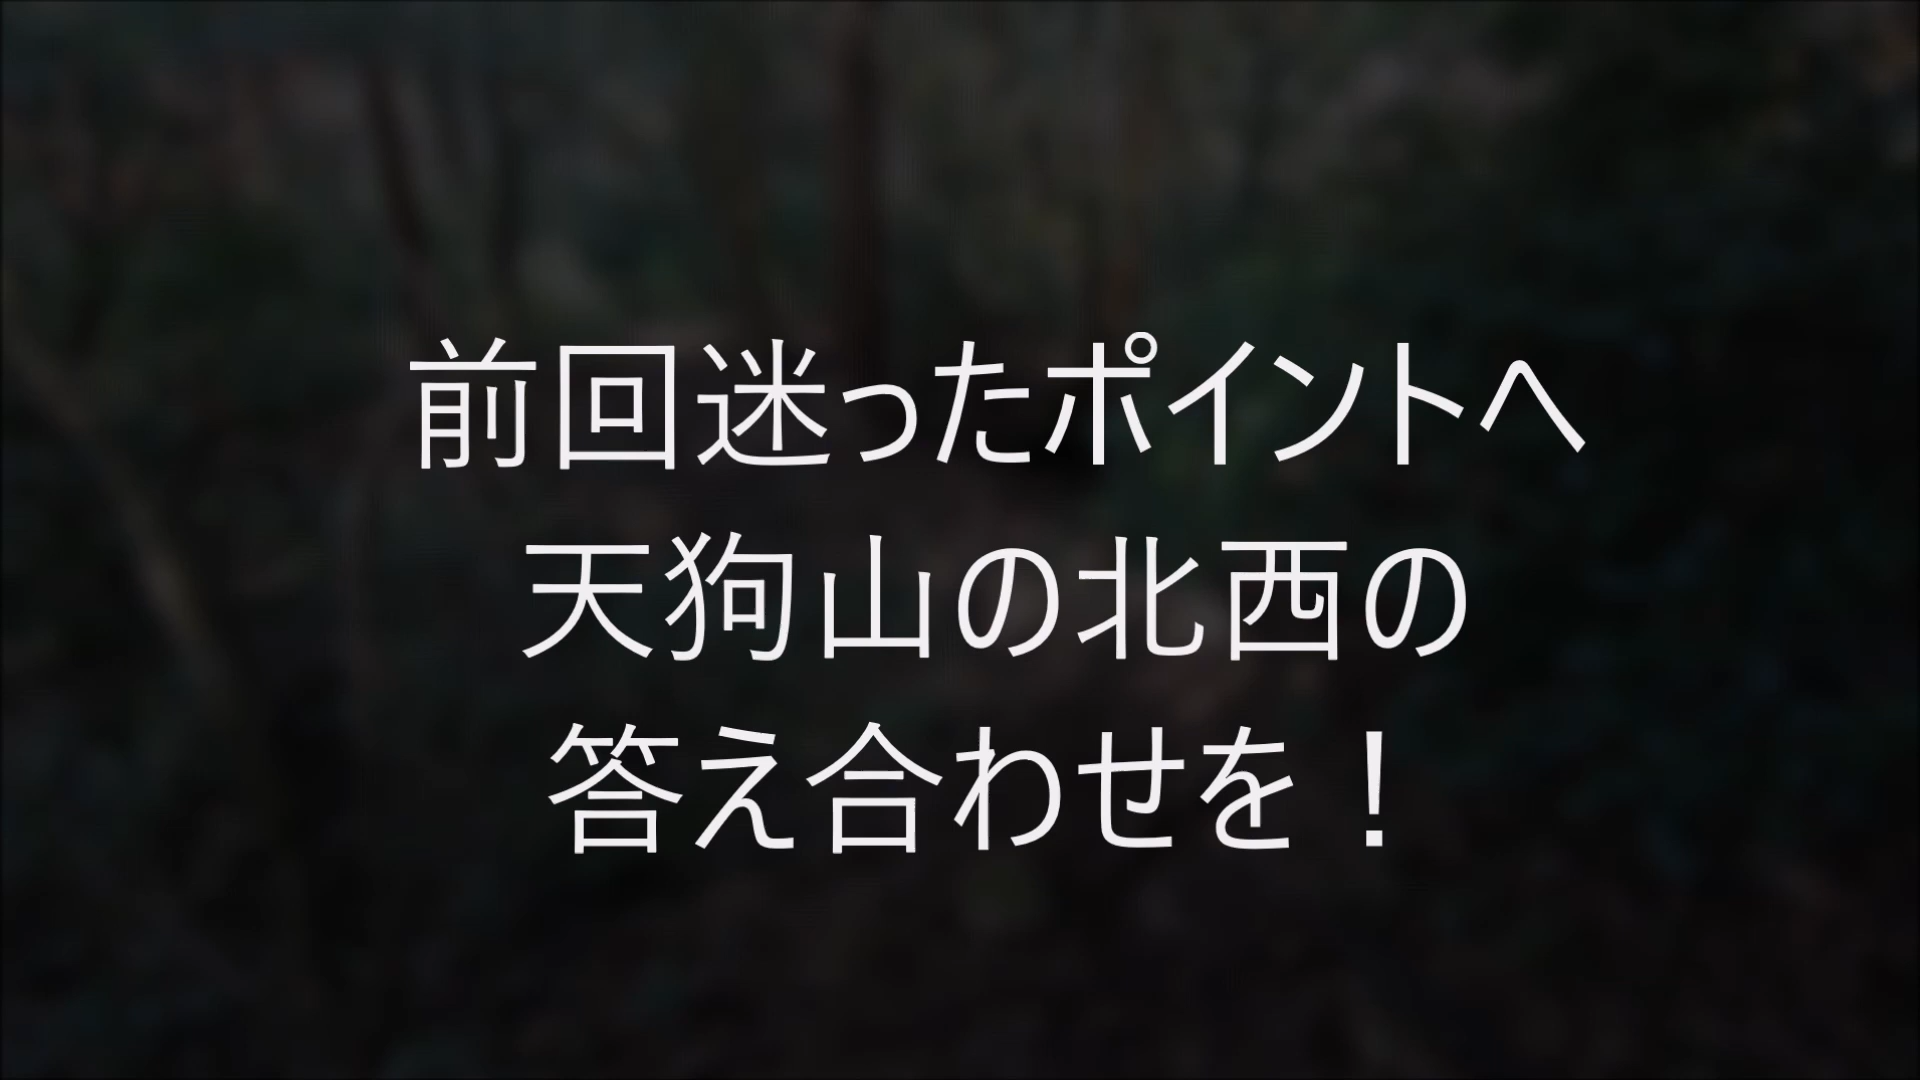 前回迷ったポイントへ
天狗山の北西の
答え合わせを！